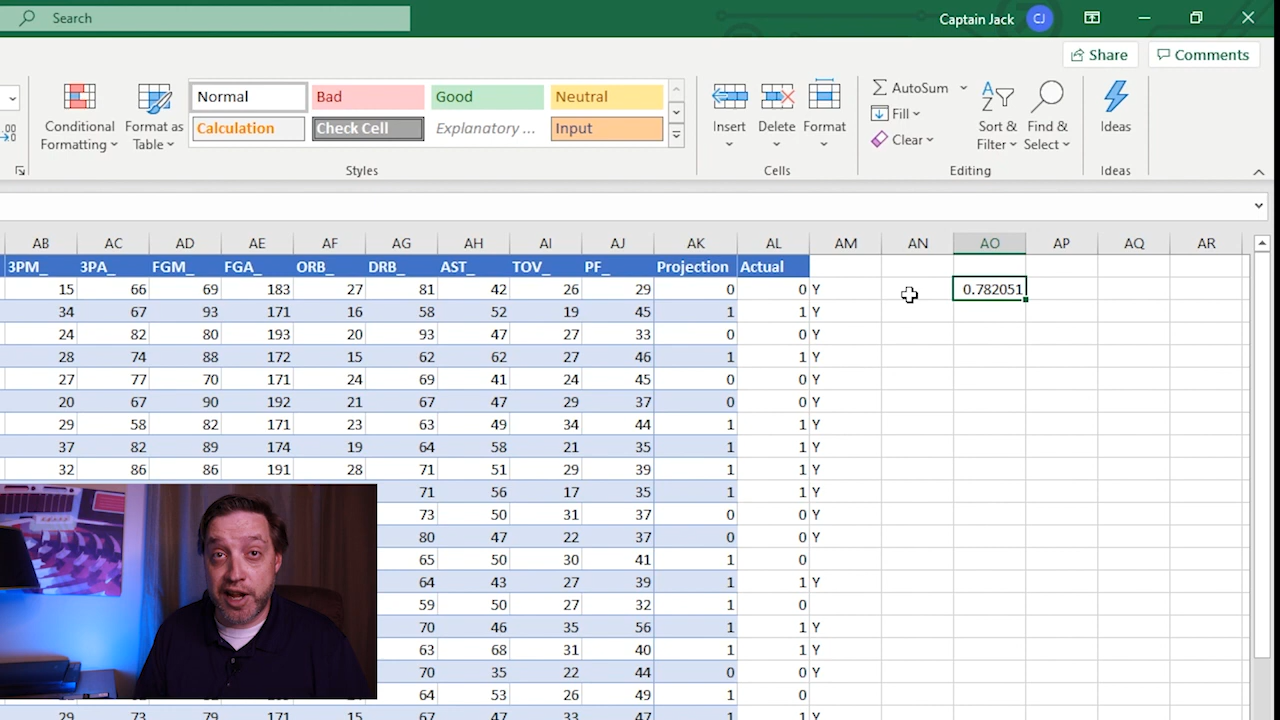 Search
Captain Jack CJ
Share Comments
Normal Bad Good Neutral
Calculation Check Cell Explanatory ... Input
Conditional Formatting
Format as Table
Insert Delete Format
AutoSum
Fill
Clear
Sort & Filter
Find & Select
Ideas
Styles Cells Editing Ideas
AB AC AD AE AF AG AH AI AJ AK AL AM AN AO AP AQ AR
3PM_ 3PA_ FGM_ FGA_ ORB_ DRB_ AST_ TOV_ PF_ Projection Actual
15 66 69 183 27 81 42 26 29 0 0 Y 0.782051
34 67 93 171 16 58 52 19 45 1 1 Y
24 82 80 193 20 93 47 27 33 0 0 Y
28 74 88 172 15 62 62 27 46 1 1 Y
27 77 70 171 24 69 41 24 45 0 0 Y
20 67 90 192 21 67 47 29 37 0 0 Y
29 58 82 171 23 63 49 34 44 1 1 Y
37 82 89 174 19 64 58 21 35 1 1 Y
32 86 86 191 28 71 51 29 39 1 1 Y
71 56 17 35 1 1 Y
73 50 31 37 0 0 Y
80 47 22 37 0 0 Y
65 50 30 41 1 0
64 43 27 39 1 1 Y
59 50 27 32 1 0
70 46 35 56 1 1 Y
63 68 31 40 1 1 Y
70 35 22 44 0 0 Y
64 53 26 49 1 0
29 73 79 171 15 67 47 33 47 1 1 Y